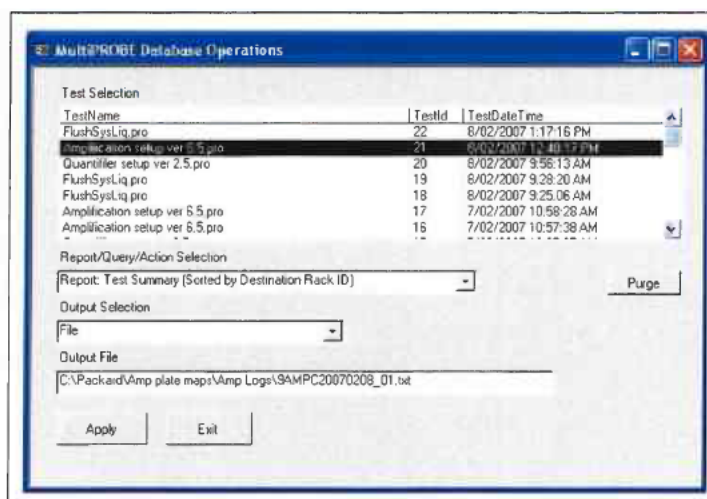 MultiPROBE Database Operations
Test Selection
TestName TestId TestDateTime
FlushSysLiq.pro 22 8/02/2007 1:17:16 PM
Amplification setup ver 6.5.pro 21 8/02/2007 12:40:17 PM
Quantifiler setup ver 2.5.pro 20 8/02/2007 9:56:13 AM
FlushSysLiq.pro 19 8/02/2007 9:28:20 AM
FlushSysLiq.pro 18 8/02/2007 9:25:06 AM
Amplification setup ver 6.5.pro 17 7/02/2007 10:58:28 AM
Amplification setup ver 6.5.pro 16 7/02/2007 10:57:38 AM
Report/Query/Action Selection
Report: Test Summary (Sorted by Destination Rack ID)
Purge
Output Selection
File
Output File
C:\Packard\Amp plate maps\Amp Logs\9AMPC20070208_01.txt
Apply Exit